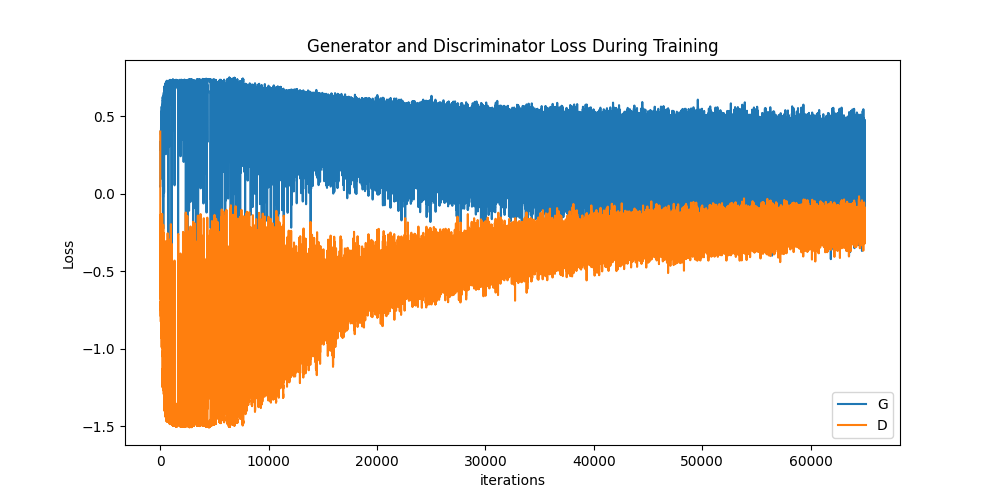 Generator and Discriminator Loss During Training
Loss
0.5
0.0
−0.5
−1.0
−1.5
0 10000 20000 30000 40000 50000 60000
iterations
G
D